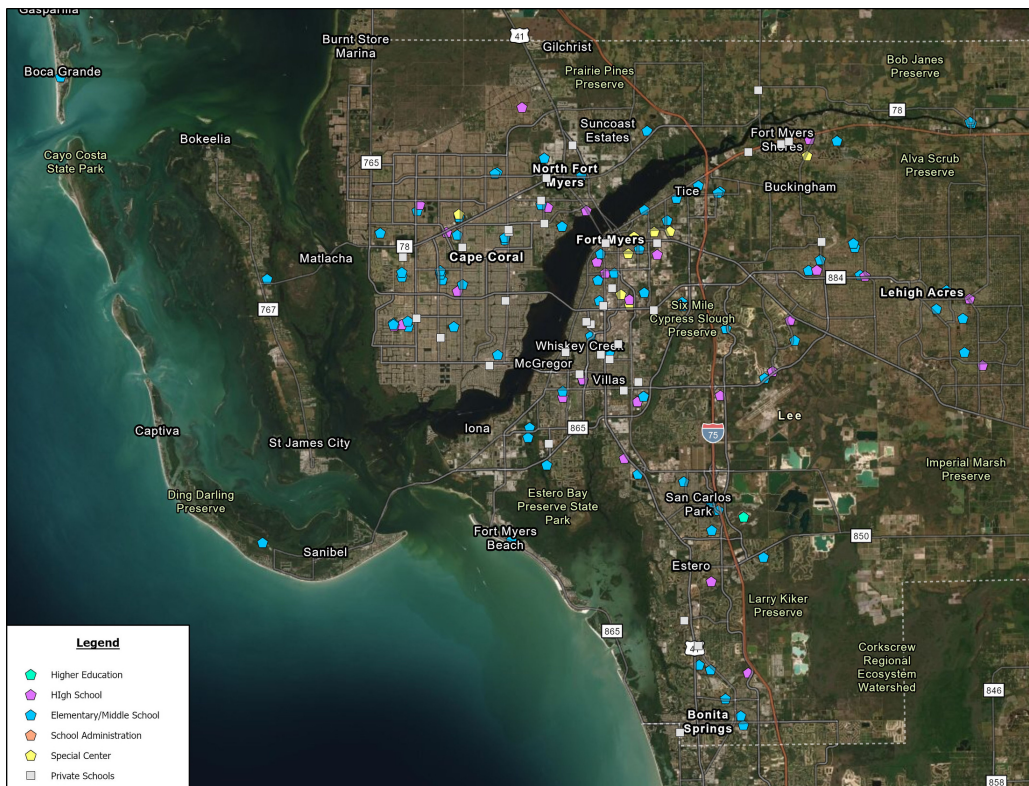 Gasparilla
Boca Grande
Cayo Costa
State Park
Bokeelia
Burnt Store
Marina
41
Gilchrist
Prairie Pines
Preserve
Bob Janes
Preserve
78
Suncoast
Estates
Fort Myers
Shores
765
North Fort
Myers
Tice
Buckingham
Alva Scrub
Preserve
Fort Myers
78
Matlacha
Cape Coral
884
Lehigh Acres
767
Six Mile
Cypress Slough
Preserve
Whiskey Creek
McGregor
Villas
Lee
Captiva
St James City
Iona
865
75
Imperial Marsh
Preserve
Ding Darling
Preserve
Estero Bay
Preserve State
Park
San Carlos
Park
Fort Myers
Beach
850
Sanibel
Estero
Larry Kiker
Preserve
865
41
Corkscrew
Regional
Ecosystem
Watershed
846
Bonita
Springs
858
Legend
Higher Education
HIgh School
Elementary/Middle School
School Administration
Special Center
Private Schools